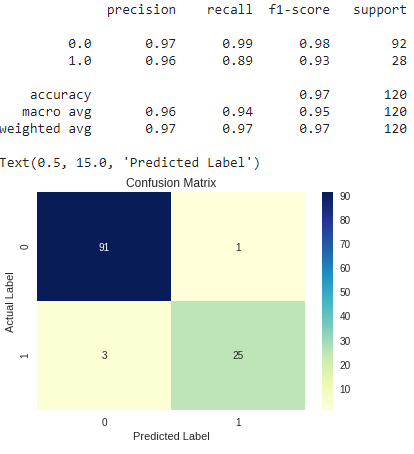 precision recall f1-score support
0.0 0.97 0.99 0.98 92
1.0 0.96 0.89 0.93 28
accuracy 0.97 120
macro avg 0.96 0.94 0.95 120
weighted avg 0.97 0.97 0.97 120
Text(0.5, 15.0, 'Predicted Label')
Confusion Matrix
Actual Label
0
91 1
1
3 25
0 1
Predicted Label
90
80
70
60
50
40
30
20
10